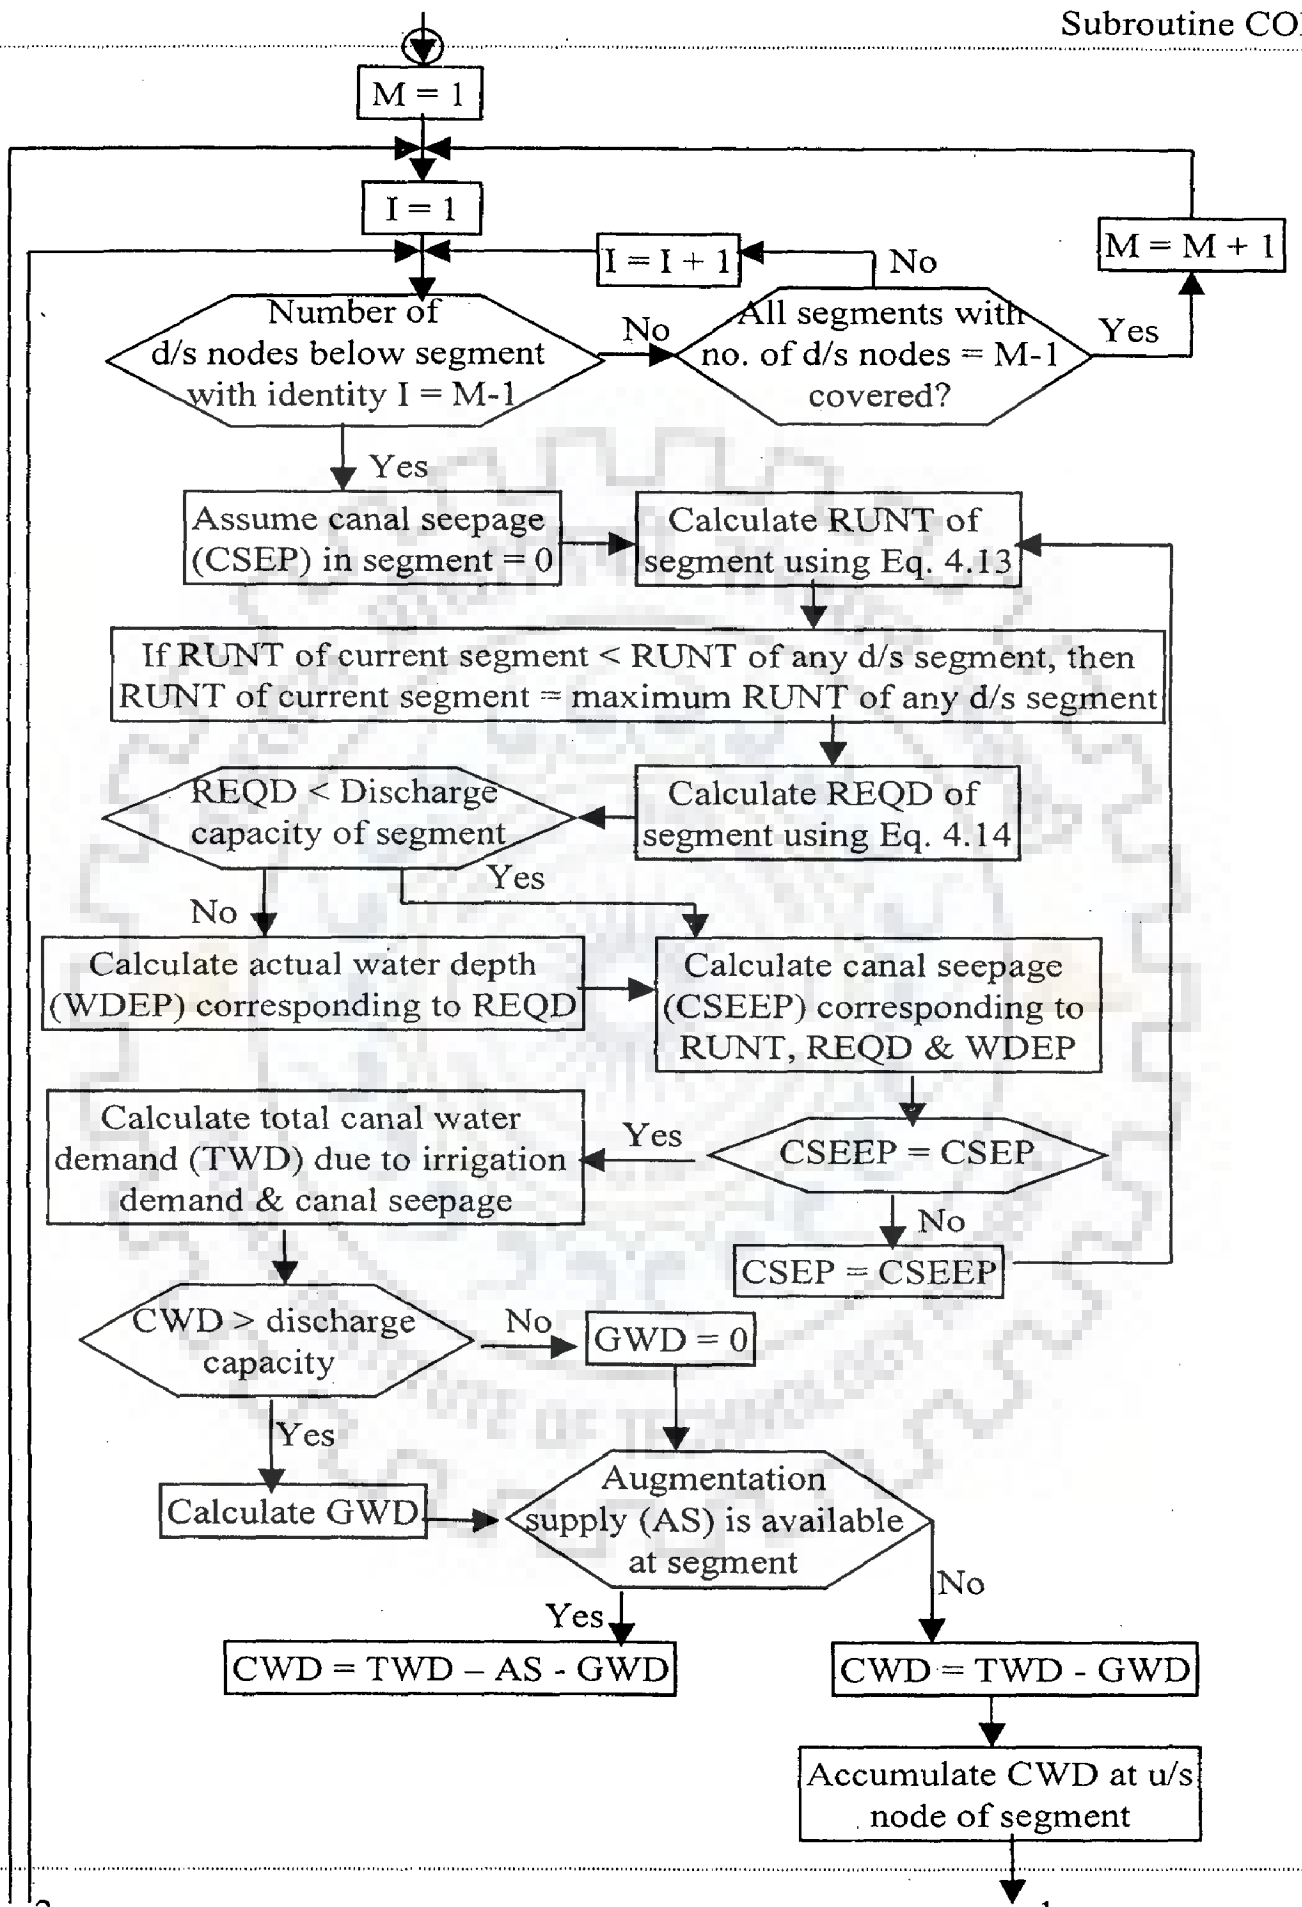 Subroutine CO
M = 1
I = 1
I = I + 1
No
M = M + 1
Number of
d/s nodes below segment
with identity I = M-1
No
All segments with
no. of d/s nodes = M-1
covered?
Yes
Yes
Assume canal seepage
(CSEP) in segment = 0
Calculate RUNT of
segment using Eq. 4.13
If RUNT of current segment < RUNT of any d/s segment, then
RUNT of current segment = maximum RUNT of any d/s segment
REQD < Discharge
capacity of segment
Calculate REQD of
segment using Eq. 4.14
Yes
No
Calculate actual water depth
(WDEP) corresponding to REQD
Calculate canal seepage
(CSEEP) corresponding to
RUNT, REQD & WDEP
Calculate total canal water
demand (TWD) due to irrigation
demand & canal seepage
Yes
CSEEP = CSEP
No
CSEP = CSEEP
CWD > discharge
capacity
No
GWD = 0
Yes
Calculate GWD
Augmentation
supply (AS) is available
at segment
No
Yes
CWD = TWD – AS - GWD
CWD = TWD - GWD
Accumulate CWD at u/s
node of segment